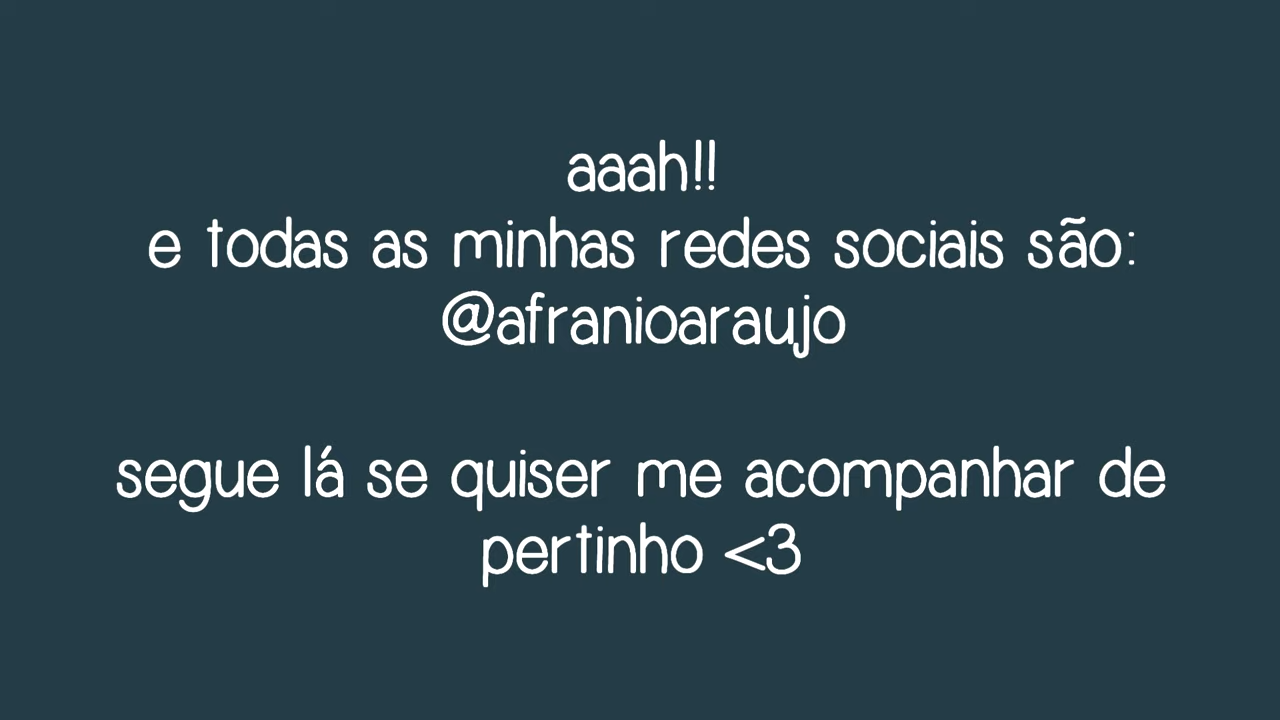 aaah!!
e todas as minhas redes sociais são:
@afranioaraujo
segue lá se quiser me acompanhar de
pertinho <3